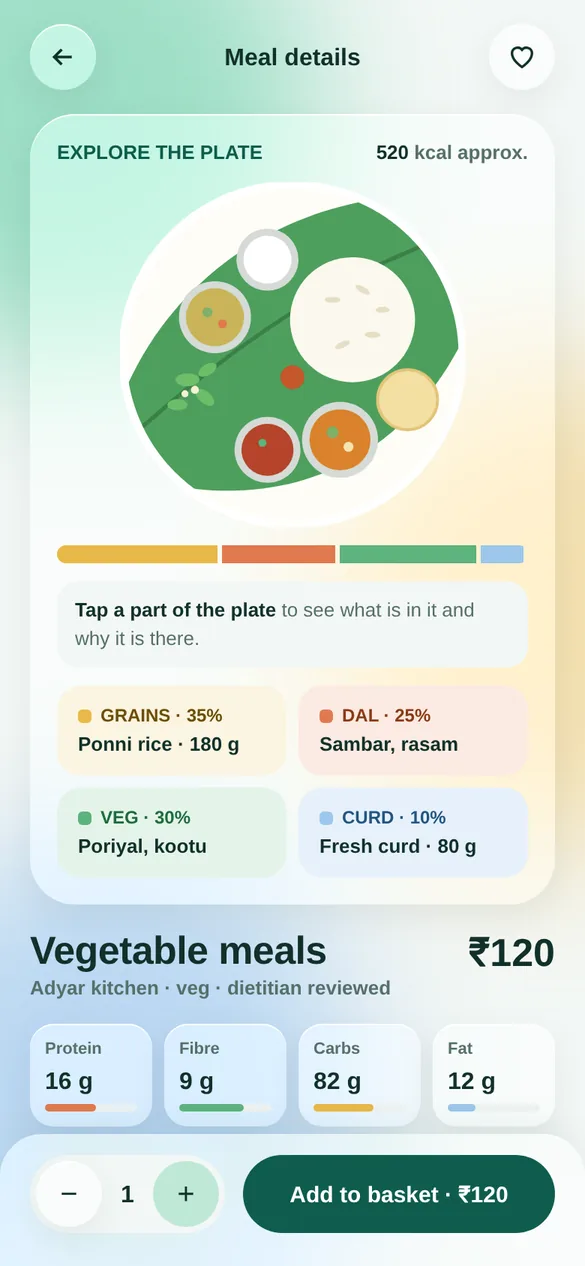 Meal details
EXPLORE THE PLATE
520 kcal approx.
Tap a part of the plate to see what is in it and
why it is there.
GRAINS · 35%
Ponni rice · 180 g
DAL · 25%
Sambar, rasam
VEG · 30%
Poriyal, kootu
CURD · 10%
Fresh curd · 80 g
Vegetable meals
₹120
Adyar kitchen · veg · dietitian reviewed
Protein
16 g
Fibre
9 g
Carbs
82 g
Fat
12 g
− 1 +
Add to basket · ₹120